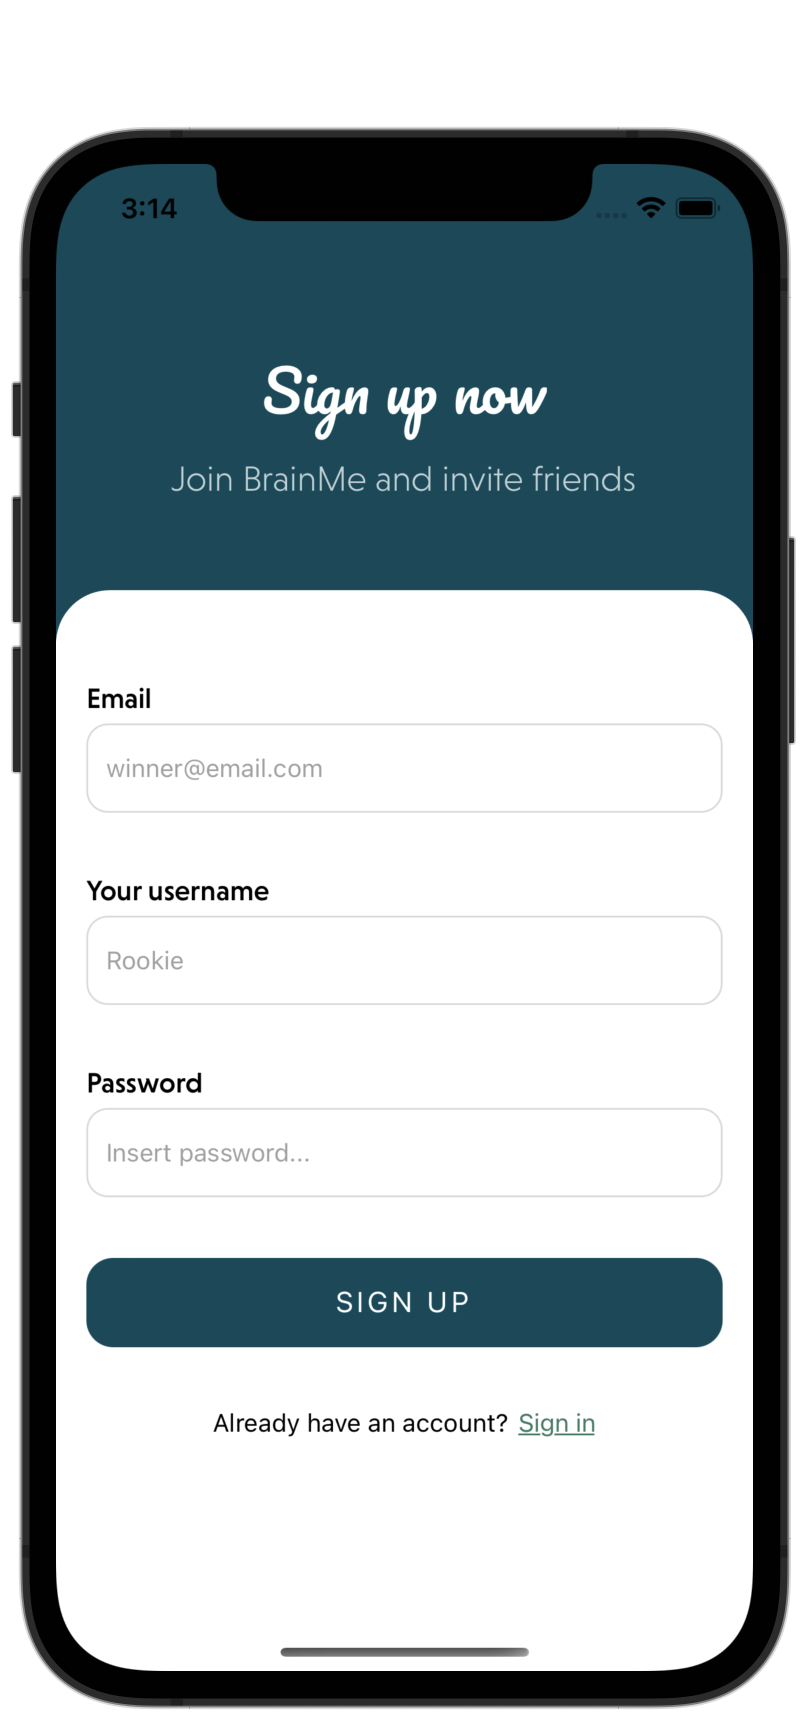 3:14
Sign up now
Join BrainMe and invite friends
Email
winner@email.com
Your username
Rookie
Password
Insert password...
SIGN UP
Already have an account? Sign in